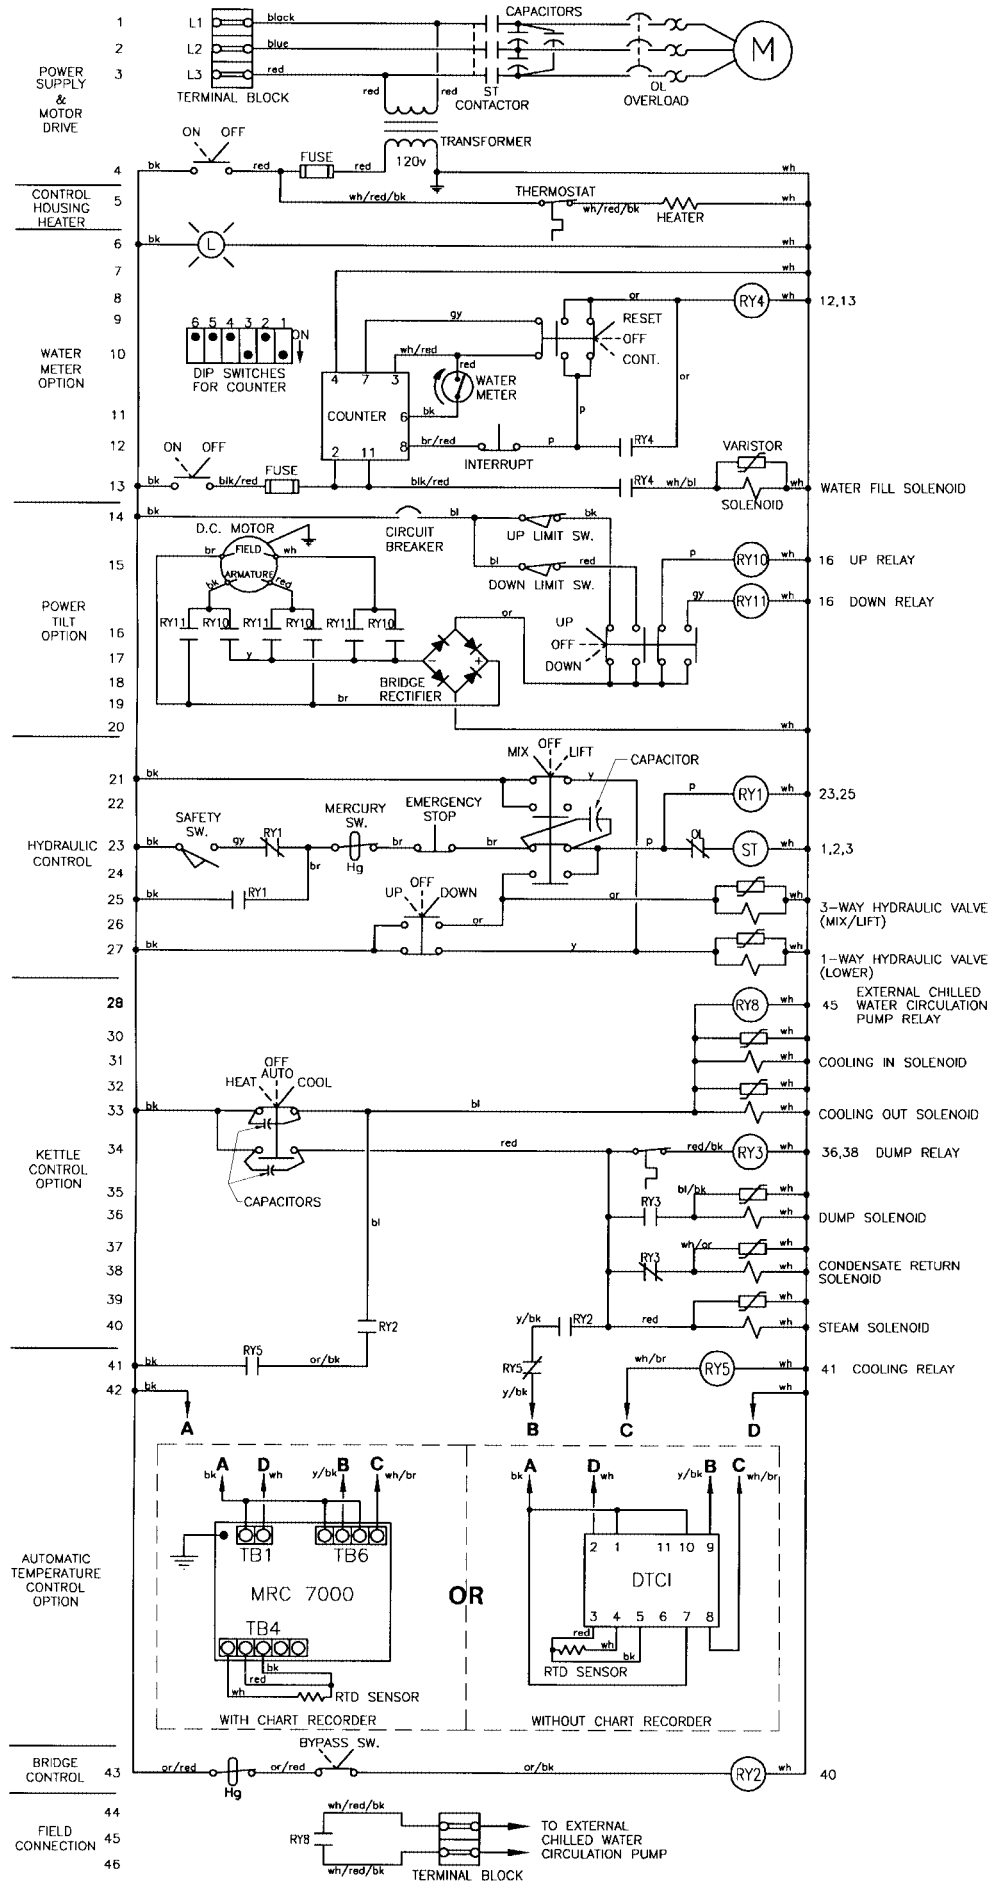 CAPACITORS
1 L1 black
OL
2 L2 blue
M
3 L3 red
POWER
SUPPLY
&
MOTOR
DRIVE
TERMINAL BLOCK
red
red
ST
CONTACTOR
OL
OVERLOAD
TRANSFORMER
120v
ON OFF
FUSE
4 bk red red wh
CONTROL
HOUSING
HEATER
5 wh/red/bk
THERMOSTAT
wh/red/bk
HEATER
wh
6 bk L wh
7 wh
8 or RY4 wh 12,13
9 gy
RESET
OFF
CONT.
WATER
METER
OPTION
6 5 4 3 2 1
ON
DIP SWITCHES
FOR COUNTER
10 wh/red
red
or
4 7 3
WATER
METER
11 COUNTER 6 bk
p
12 8 br/red p RY4
2 11
INTERRUPT
ON OFF
FUSE
VARISTOR
13 bk blk/red blk/red RY4 wh/bl wh WATER FILL SOLENOID
SOLENOID
14 bk bl bk
CIRCUIT
BREAKER
UP LIMIT SW.
D.C. MOTOR
br FIELD wh
ARMATURE
bk red
15 bl red
DOWN LIMIT SW.
p RY10 wh 16 UP RELAY
gy RY11 wh 16 DOWN RELAY
POWER
TILT
OPTION
16 RY11 RY10 RY11 RY10 RY11 RY10
or
UP
OFF
DOWN
17 y
- +
18
BRIDGE
RECTIFIER
19 br
20 wh
MIX OFF LIFT
CAPACITOR
21 bk y
p RY1 wh 23,25
22
HYDRAULIC
CONTROL
SAFETY
SW.
MERCURY
SW.
EMERGENCY
STOP
23 bk gy RY1 br br p OL ST wh 1,2,3
Hg
br
24
25 bk RY1 or wh
3-WAY HYDRAULIC VALVE
(MIX/LIFT)
UP OFF DOWN
26 or
27 bk y wh
1-WAY HYDRAULIC VALVE
(LOWER)
29 RY8 wh 45 EXTERNAL CHILLED
WATER CIRCULATION
PUMP RELAY
30 wh
31 wh COOLING IN SOLENOID
32 wh
OFF
HEAT AUTO COOL
33 bk bl wh COOLING OUT SOLENOID
KETTLE
CONTROL
OPTION
34 red red/bk RY3 wh 36,38 DUMP RELAY
CAPACITORS
35 bl/bk wh
36 RY3 wh DUMP SOLENOID
bl
37 wh/or wh
38 RY3 wh CONDENSATE RETURN
SOLENOID
39 wh
40 RY2 y/bk RY2 red wh STEAM SOLENOID
41 bk RY5 or/bk RY5 wh/br RY5 wh 41 COOLING RELAY
42 bk y/bk wh
A B C D
bk A D wh y/bk B C wh/br
bk A D wh y/bk B C wh/br
TB1 TB6
2 1 11 10 9
AUTOMATIC
TEMPERATURE
CONTROL
OPTION
MRC 7000
OR
DTCI
TB4
3 4 5 6 7 8
red
wh
bk
RTD SENSOR
bk
red
wh
RTD SENSOR
WITH CHART RECORDER
WITHOUT CHART RECORDER
BRIDGE
CONTROL
BYPASS SW.
43 or/red or/red or/bk RY2 wh 40
Hg
FIELD
CONNECTION
44 wh/red/bk
45 RY8
TO EXTERNAL
CHILLED WATER
CIRCULATION PUMP
46 wh/red/bk
TERMINAL BLOCK